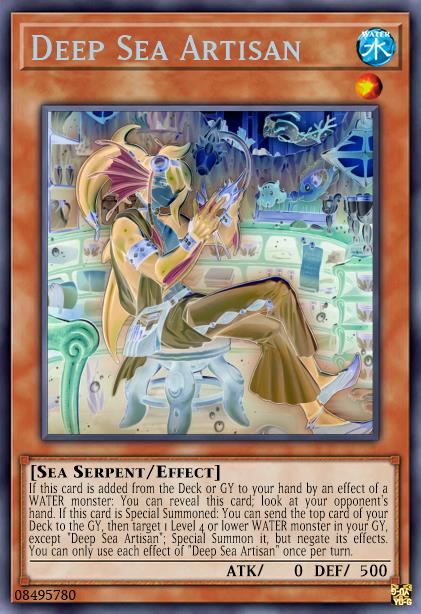 Deep Sea Artisan
WATER
水
[Sea Serpent/Effect]
If this card is added from the Deck or GY to your hand by an effect of a
WATER monster: You can reveal this card; look at your opponent's
hand. If this card is Special Summoned: You can send the top card of your
Deck to the GY, then target 1 Level 4 or lower WATER monster in your GY,
except "Deep Sea Artisan"; Special Summon it, but negate its effects.
You can only use each effect of "Deep Sea Artisan" once per turn.
ATK/ 0 DEF/ 500
08495780